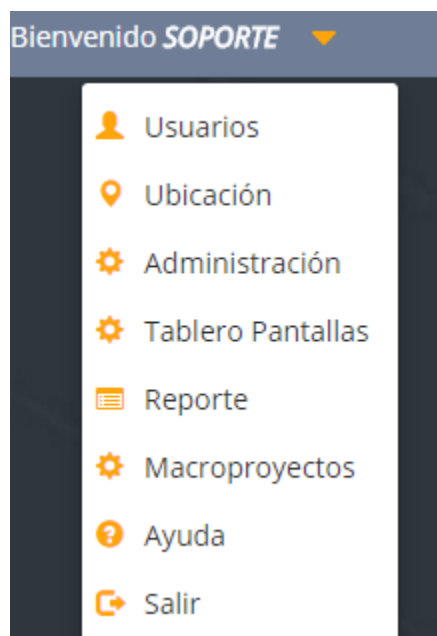 Bienvenido SOPORTE
Usuarios
Ubicación
Administración
Tablero Pantallas
Reporte
Macroproyectos
Ayuda
Salir